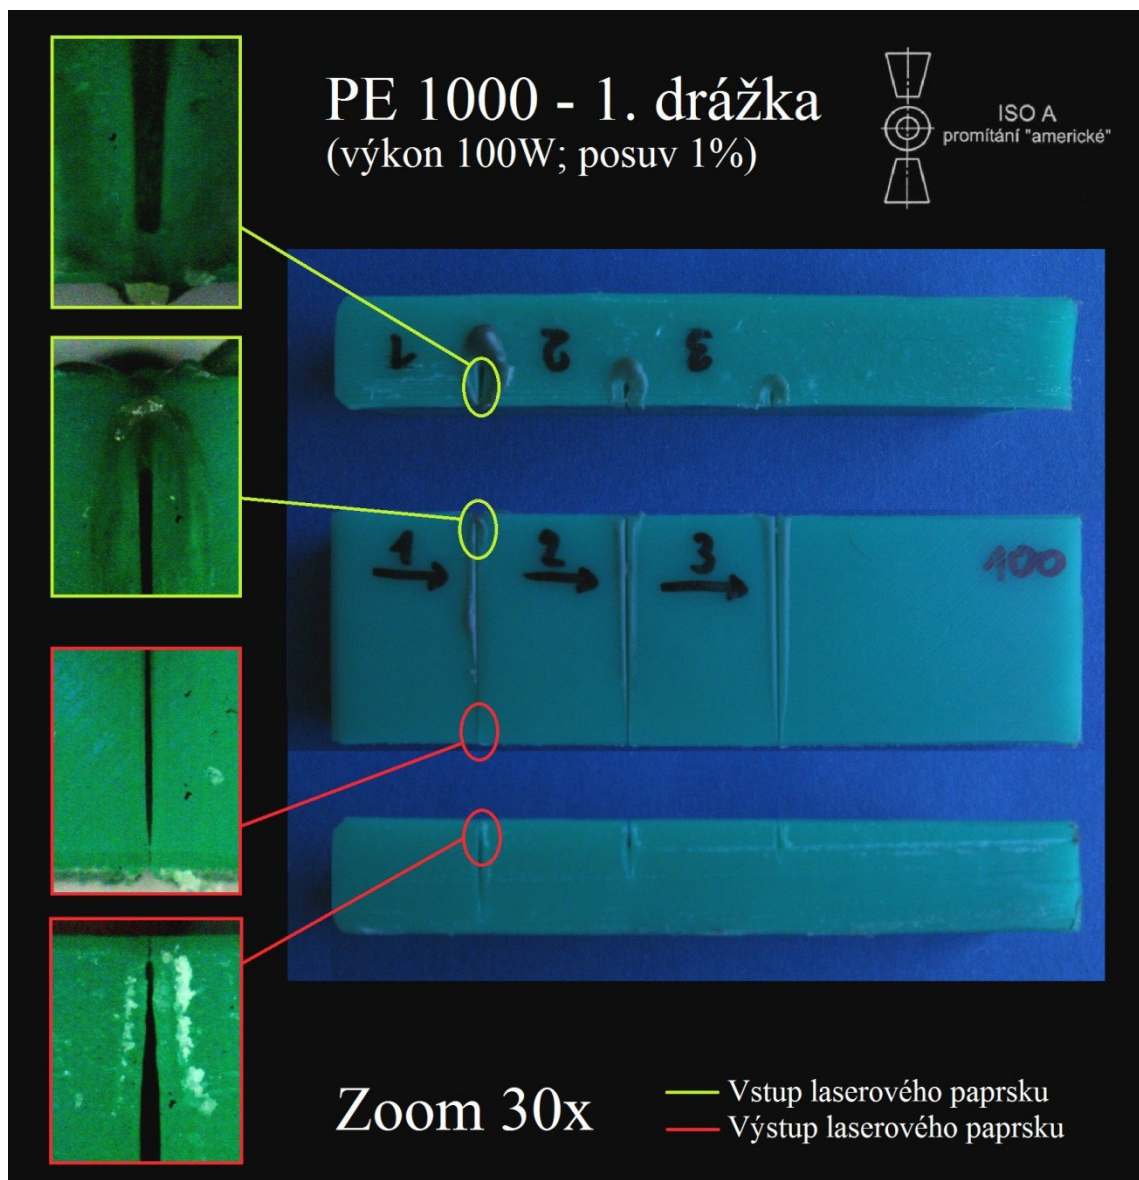 PE 1000 - 1. drážka
(výkon 100W; posuv 1%)
ISO A
promítání "americké"
1 2 3
1 2 3
100
Zoom 30x
Vstup laserového paprsku
Výstup laserového paprsku